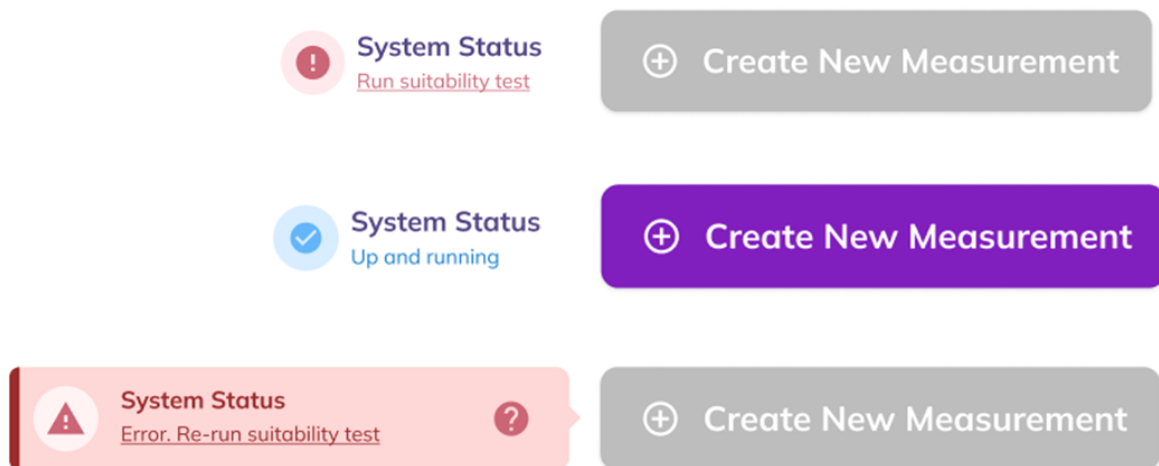 System Status
Run suitability test
Create New Measurement
System Status
Up and running
Create New Measurement
System Status
Error. Re-run suitability test
?
Create New Measurement